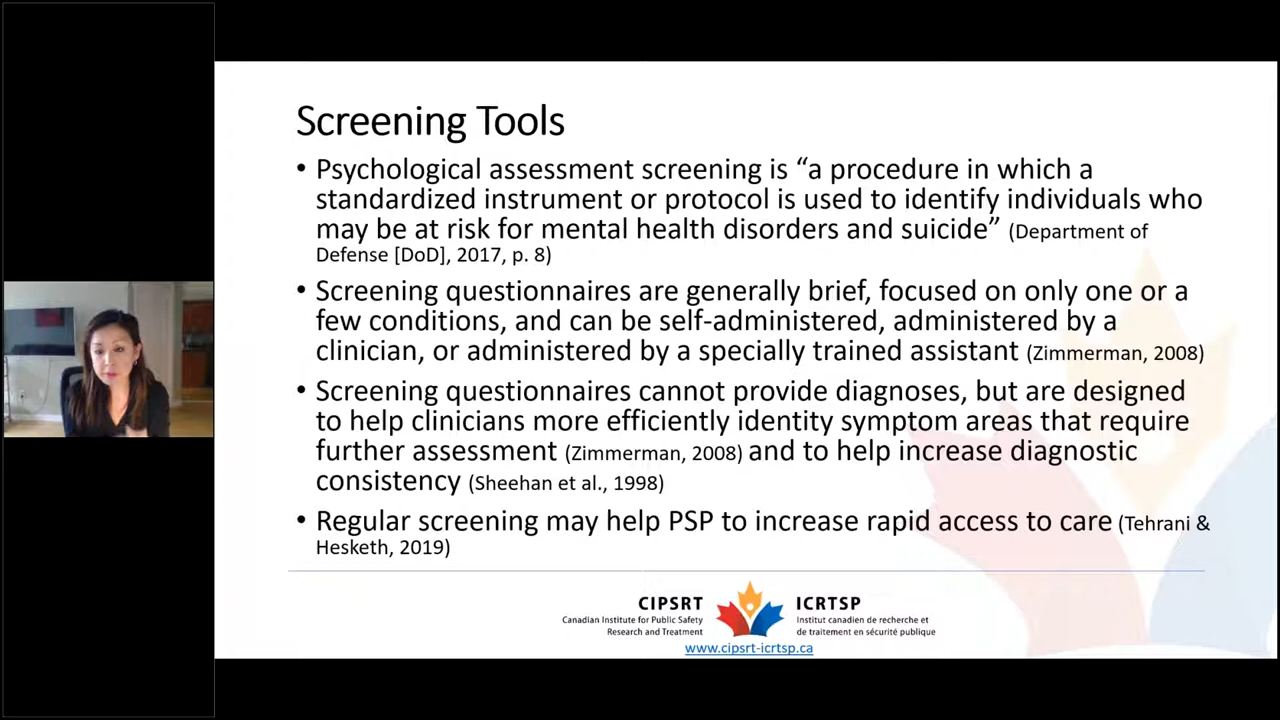 Screening Tools
• Psychological assessment screening is “a procedure in which a
standardized instrument or protocol is used to identify individuals who
may be at risk for mental health disorders and suicide” (Department of
Defense [DoD], 2017, p. 8)
• Screening questionnaires are generally brief, focused on only one or a
few conditions, and can be self-administered, administered by a
clinician, or administered by a specially trained assistant (Zimmerman, 2008)
• Screening questionnaires cannot provide diagnoses, but are designed
to help clinicians more efficiently identity symptom areas that require
further assessment (Zimmerman, 2008) and to help increase diagnostic
consistency (Sheehan et al., 1998)
• Regular screening may help PSP to increase rapid access to care (Tehrani &
Hesketh, 2019)
CIPSRT
Canadian Institute for Public Safety
Research and Treatment
ICRTSP
Institut canadien de recherche et
de traitement en sécurité publique
www.cipsrt-icrtsp.ca